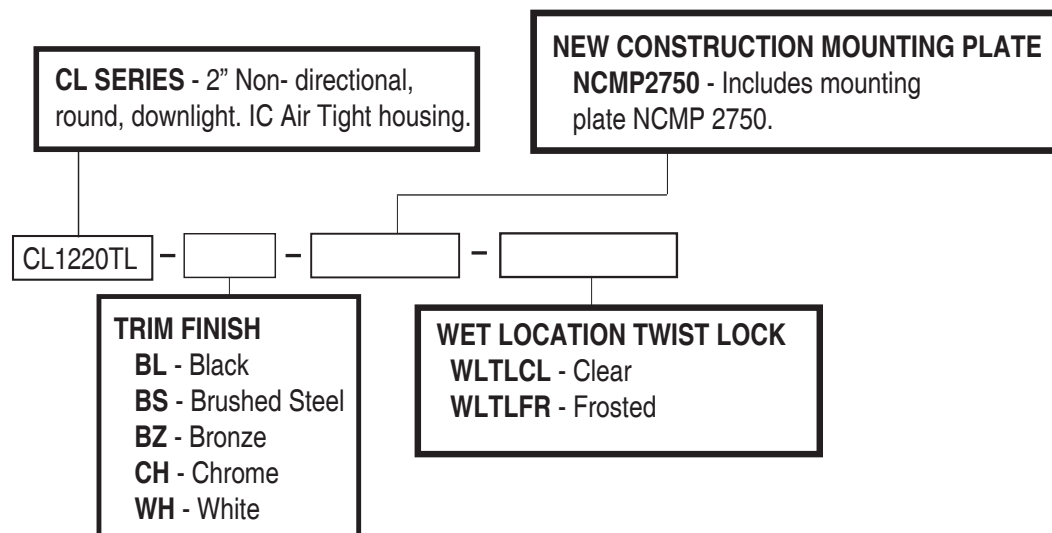 CL SERIES - 2” Non- directional,
round, downlight. IC Air Tight housing.
NEW CONSTRUCTION MOUNTING PLATE
NCMP2750 - Includes mounting
plate NCMP 2750.
CL1220TL – – –
TRIM FINISH
BL - Black
BS - Brushed Steel
BZ - Bronze
CH - Chrome
WH - White
WET LOCATION TWIST LOCK
WLTLCL - Clear
WLTLFR - Frosted